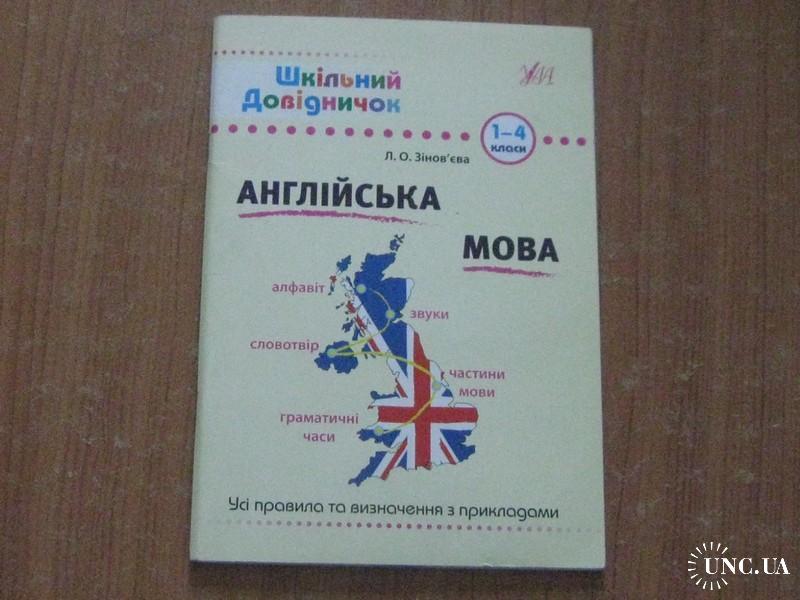 Шкільний
Довідничок
УЛА
1–4
класи
Л. О. Зінов'єва
АНГЛІЙСЬКА
МОВА
алфавіт
звуки
словотвір
частини
мови
граматичні
часи
Усі правила та визначення з прикладами
UNC.UA